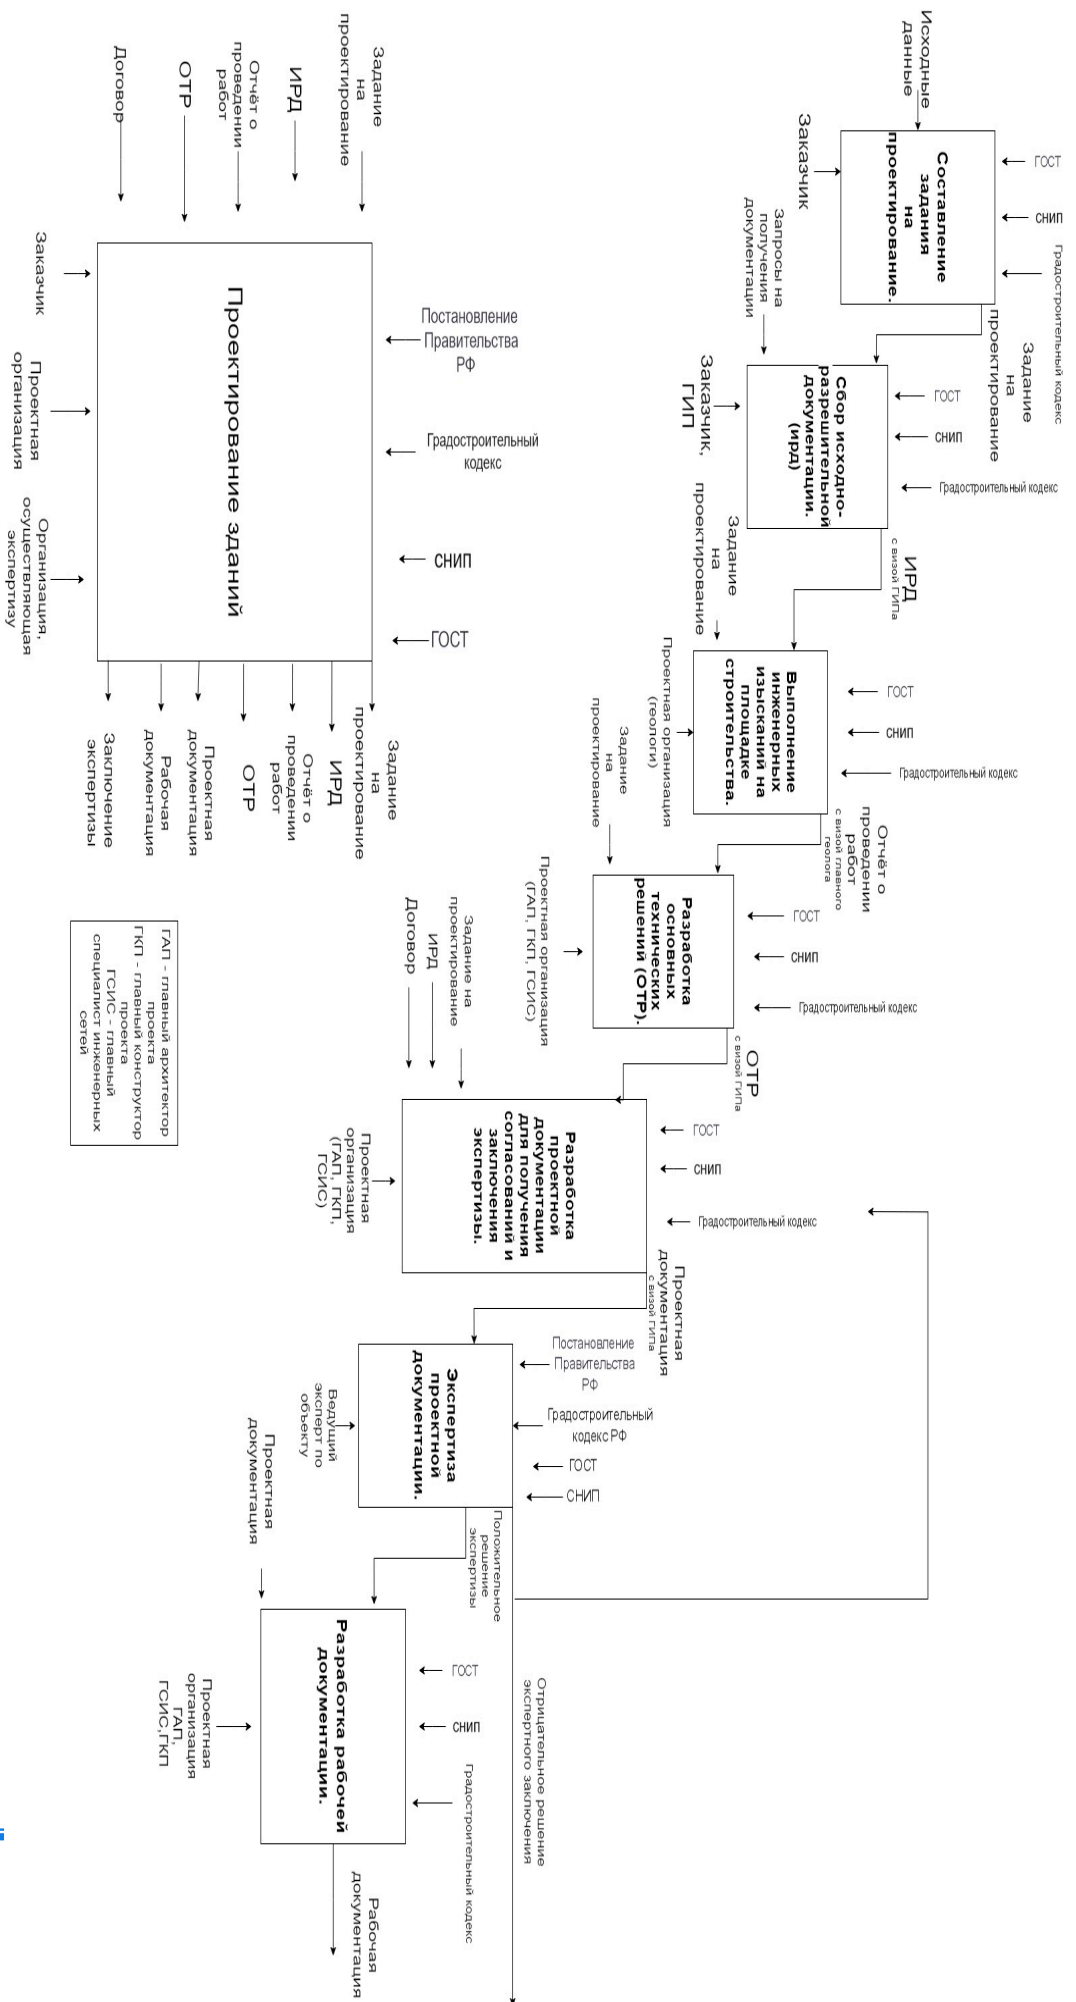 Исходные
данные
ГОСТ
СНИП
Градостроительный кодекс
Составление
задания
на
проектирование.
Заказчик
Задание
на
проектирование
Запросы на
получения
документации
ГОСТ
СНИП
Градостроительный кодекс
Сбор исходно-
разрешительной
документации.
(ирд)
Заказчик,
ГИП
ИРД
с визой ГИПа
Задание
на
проектирование
ГОСТ
СНИП
Градостроительный кодекс
Выполнение
инженерных
изысканий на
площадке
строительства.
Проектная организация
(геологи)
Отчёт о
проведении
работ
с визой главного
геолога
Задание
на
проектирование
ГОСТ
СНИП
Градостроительный кодекс
Разработка
основных
технических
решений (ОТР).
Проектная организация
(ГАП, ГКП, ГСИС)
ОТР
с визой ГИПа
Задание на
проектирование
ИРД
Договор
ГОСТ
СНИП
Градостроительный кодекс
Разработка
проектной
документации
для получения
согласований и
заключения
экспертизы.
Проектная
организация
(ГАП, ГКП,
ГСИС)
Проектная
документация
с визой ГИПа
Постановление
Правительства
РФ
Градостроительный
кодекс РФ
ГОСТ
СНИП
Экспертиза
проектной
документации.
Ведущий
эксперт по
объекту
Положительное
решение
экспертизы
Отрицательное решение
экспертного заключения
Проектная
документация
ГОСТ
СНИП
Градостроительный кодекс
Разработка рабочей
документации.
Проектная
организация
ГАП,
ГСИС,ГКП
Рабочая
документация
Задание
на
проектирование
ИРД
Отчёт о
проведении
работ
ОТР
Договор
Постановление
Правительства
РФ
Градостроительный
кодекс
СНИП
ГОСТ
Проектирование зданий
Заказчик
Проектная
организация
Организация,
осуществляющая
экспертизу
Задание
на
проектирование
ИРД
Отчёт о
проведении
работ
ОТР
Проектная
документация
Рабочая
документация
Заключение
экспертизы
ГАП - главный архитектор
проекта
ГКП - главный конструктор
проекта
ГСИС - главный
специалист инженерных
сетей